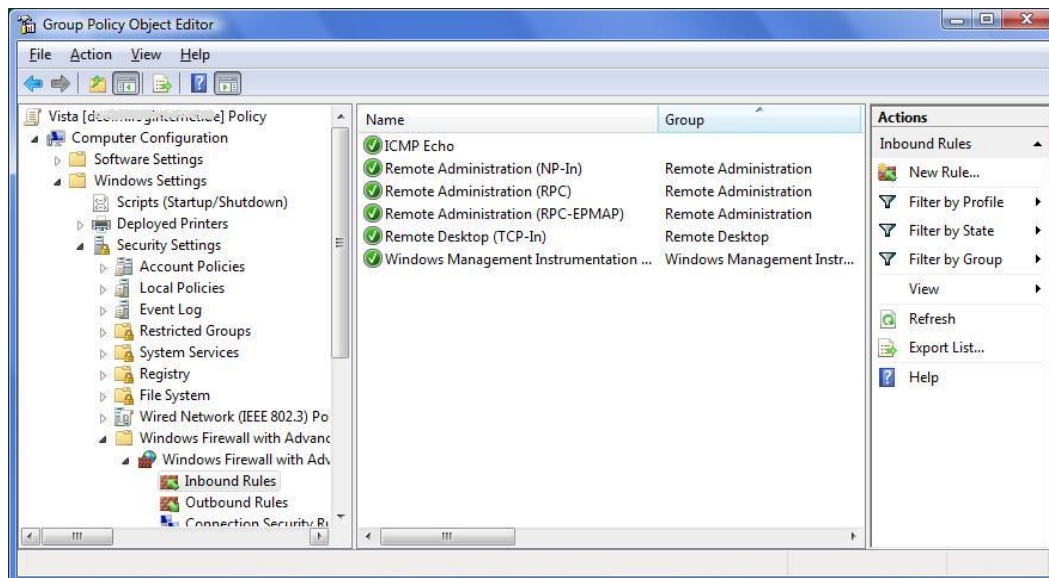 Group Policy Object Editor
File Action View Help
Vista [ ] Policy
Computer Configuration
Software Settings
Windows Settings
Scripts (Startup/Shutdown)
Deployed Printers
Security Settings
Account Policies
Local Policies
Event Log
Restricted Groups
System Services
Registry
File System
Wired Network (IEEE 802.3) Po
Windows Firewall with Advanc
Windows Firewall with Adv
Inbound Rules
Outbound Rules
Connection Security Ru
Name Group
ICMP Echo
Remote Administration (NP-In) Remote Administration
Remote Administration (RPC) Remote Administration
Remote Administration (RPC-EPMAP) Remote Administration
Remote Desktop (TCP-In) Remote Desktop
Windows Management Instrumentation ... Windows Management Instr...
Actions
Inbound Rules
New Rule...
Filter by Profile
Filter by State
Filter by Group
View
Refresh
Export List...
Help